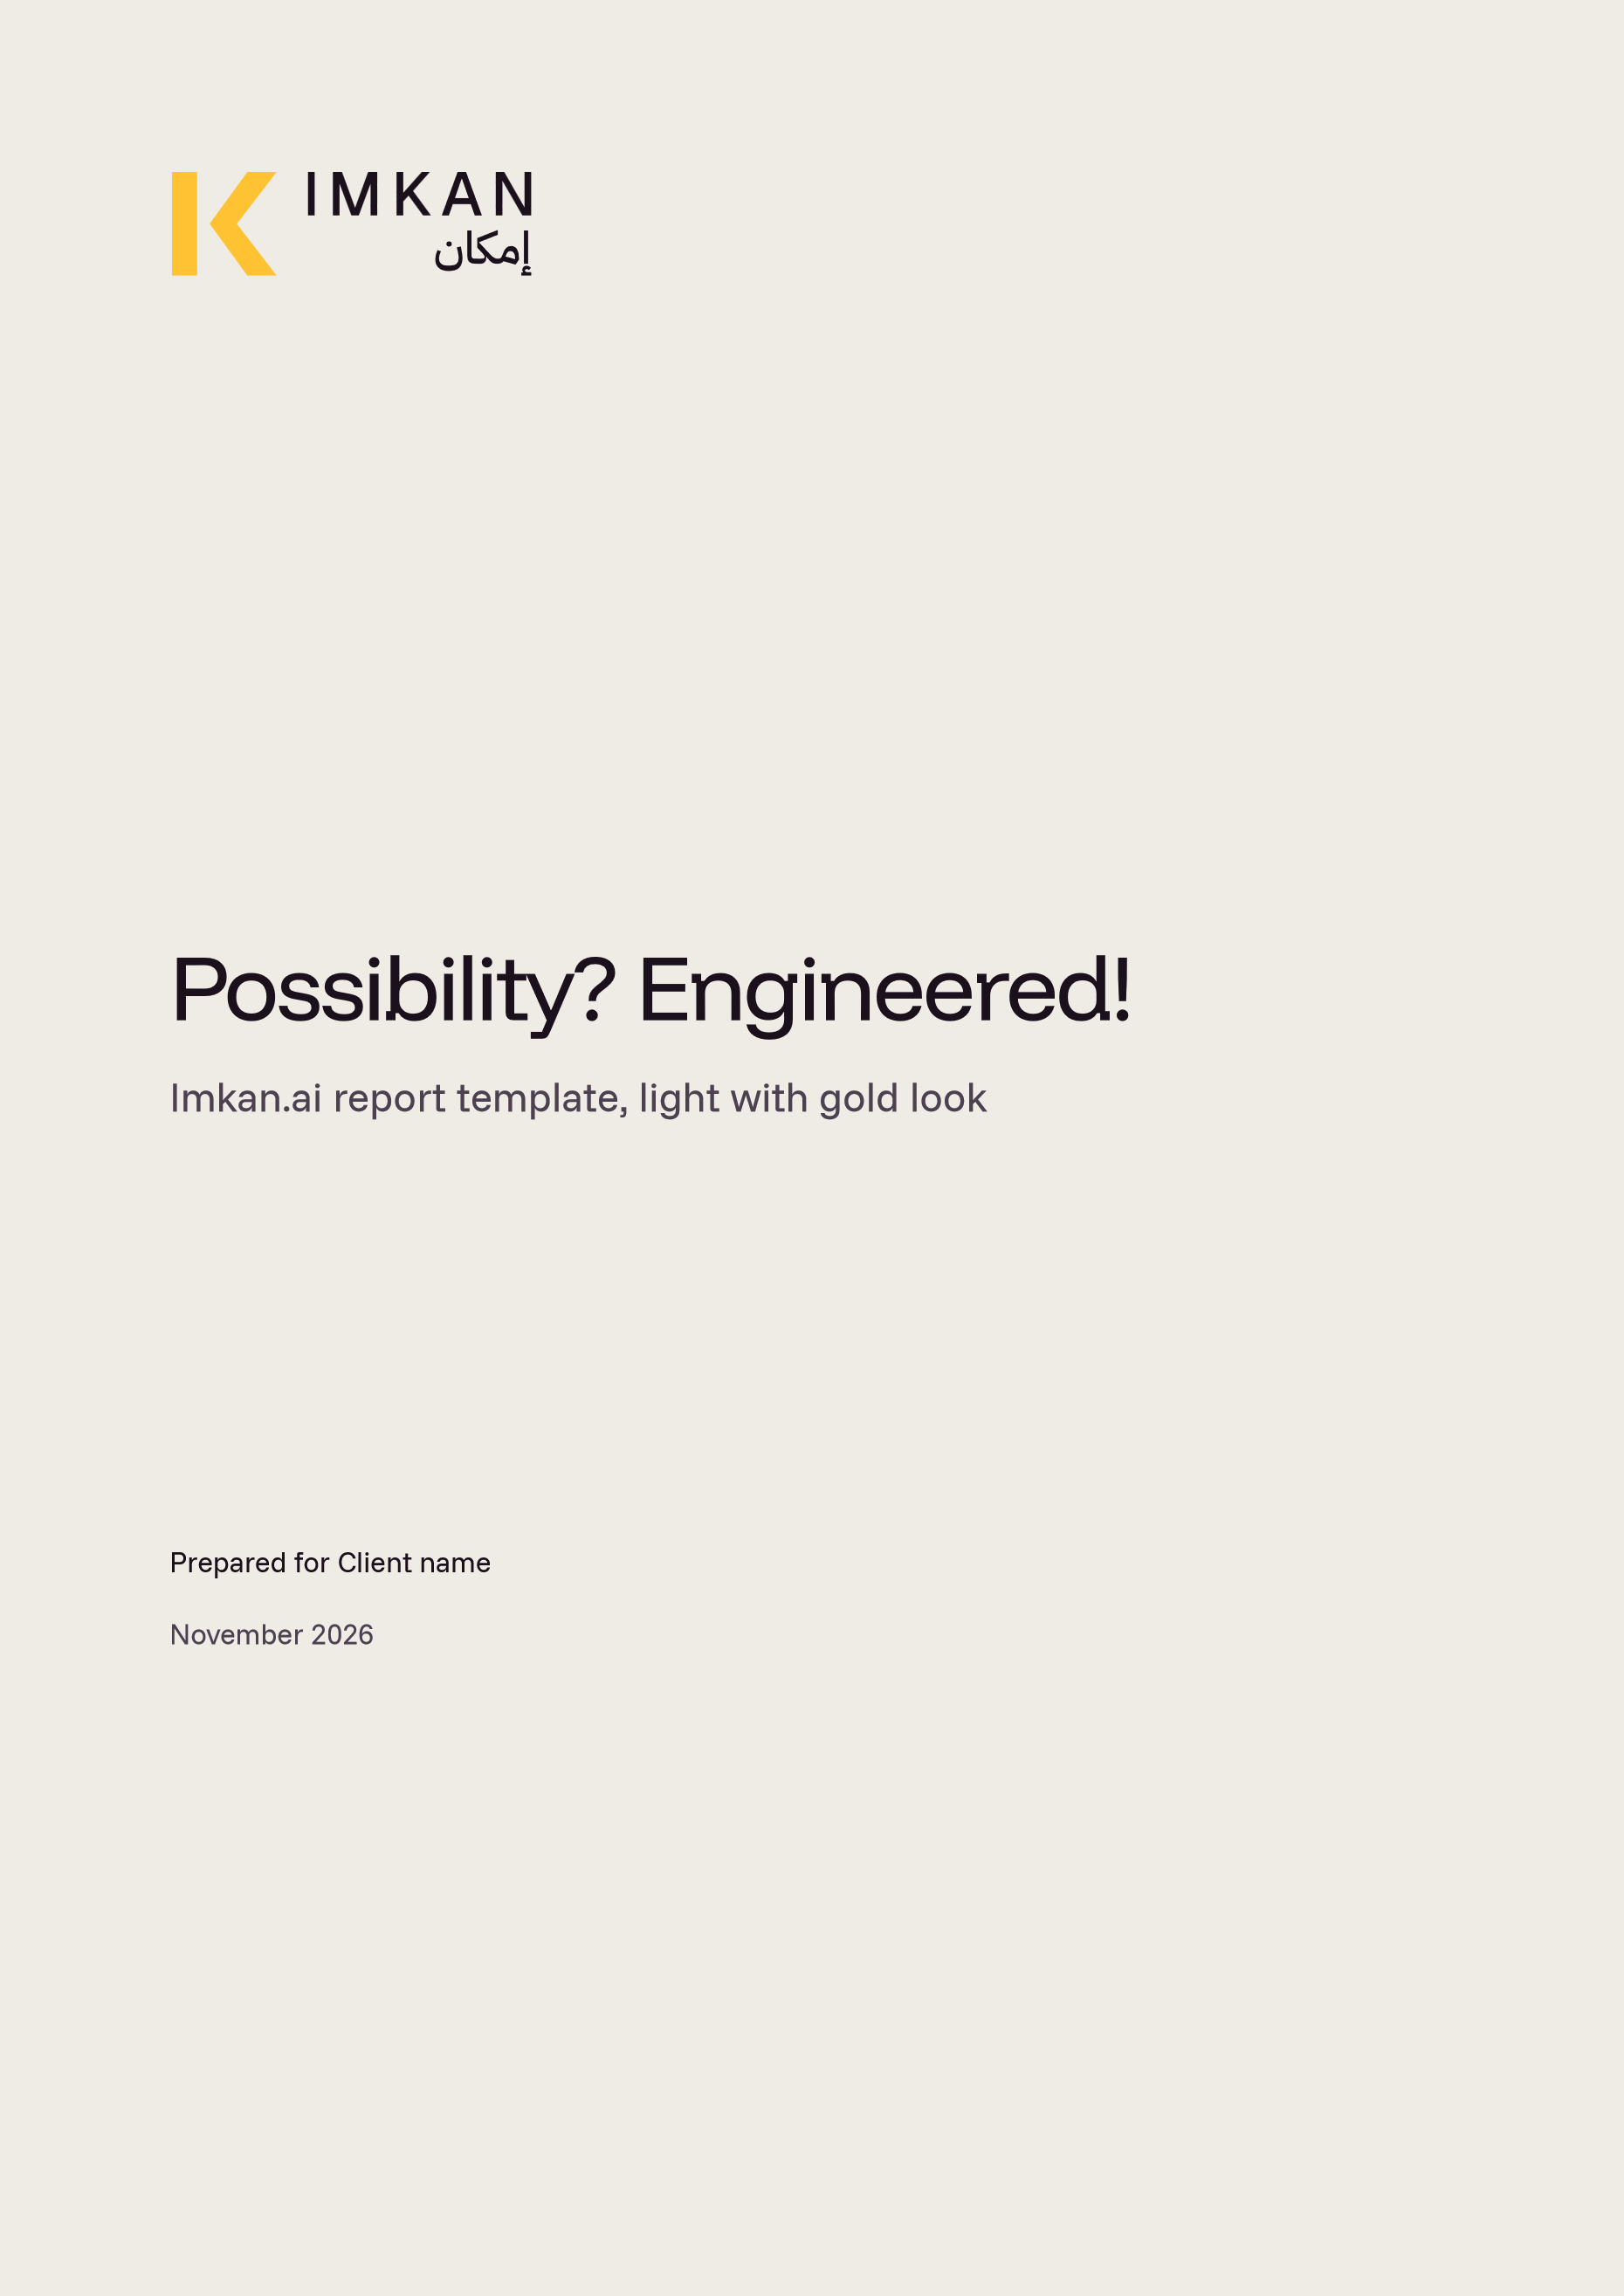 IMKAN
إمكان
Possibility? Engineered!
Imkan.ai report template, light with gold look
Prepared for Client name
November 2026